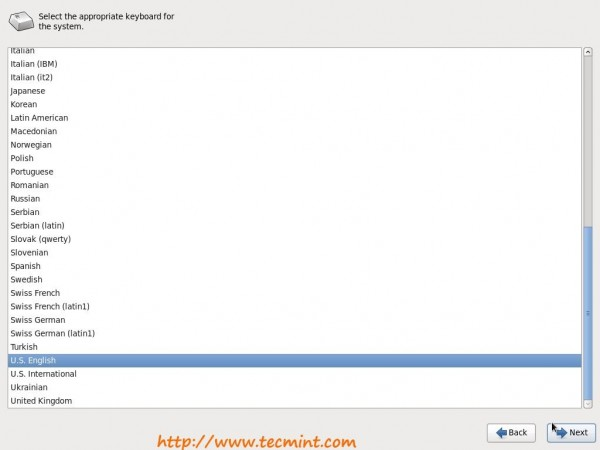 Select the appropriate keyboard for
the system.
Italian
Italian (IBM)
Italian (it2)
Japanese
Korean
Latin American
Macedonian
Norwegian
Polish
Portuguese
Romanian
Russian
Serbian
Serbian (latin)
Slovak (qwerty)
Slovenian
Spanish
Swedish
Swiss French
Swiss French (latin1)
Swiss German
Swiss German (latin1)
Turkish
U.S. English
U.S. International
Ukrainian
United Kingdom
Back
Next
http://www.tecmint.com